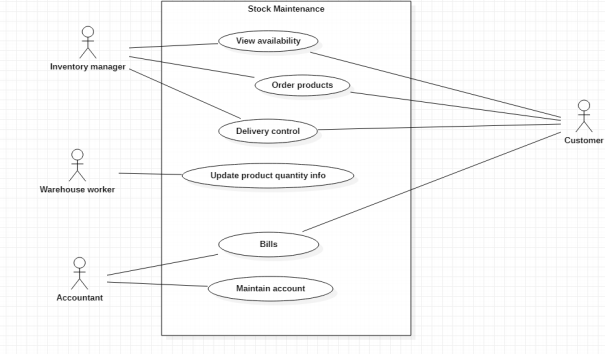 Stock Maintenance
View availability
Inventory manager
Order products
Customer
Delivery control
Update product quantity info
Warehouse worker
Bills
Maintain account
Accountant